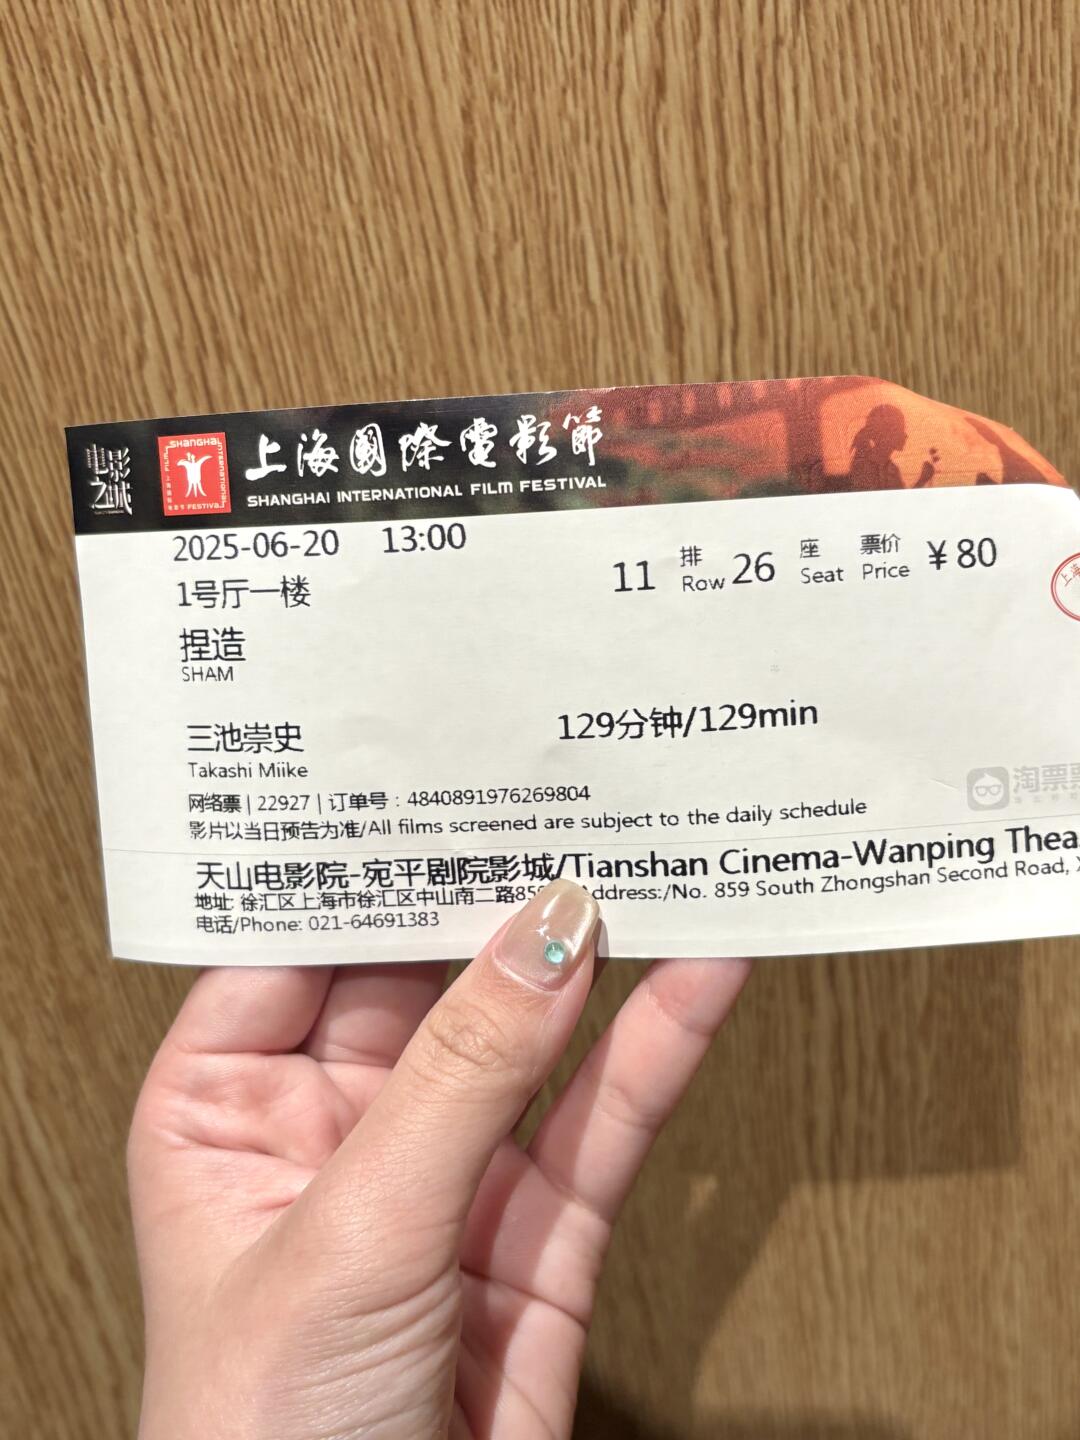 电影之城
SHANGHAI INTERNATIONAL FILM FESTIVAL
上海國際電影節
SHANGHAI INTERNATIONAL FILM FESTIVAL
2025-06-20 13:00
1号厅一楼
11 排 Row 26 座 Seat 票价 Price ¥80
捏造
SHAM
三池崇史
Takashi Miike
129分钟/129min
网络票 | 22927 | 订单号：4840891976269804
影片以当日预告为准/All films screened are subject to the daily schedule
淘票票
天山电影院-宛平剧院影城/Tianshan Cinema-Wanping Thea
地址: 徐汇区上海市徐汇区中山南二路85 ddress:/No. 859 South Zhongshan Second Road, X
电话/Phone: 021-64691383